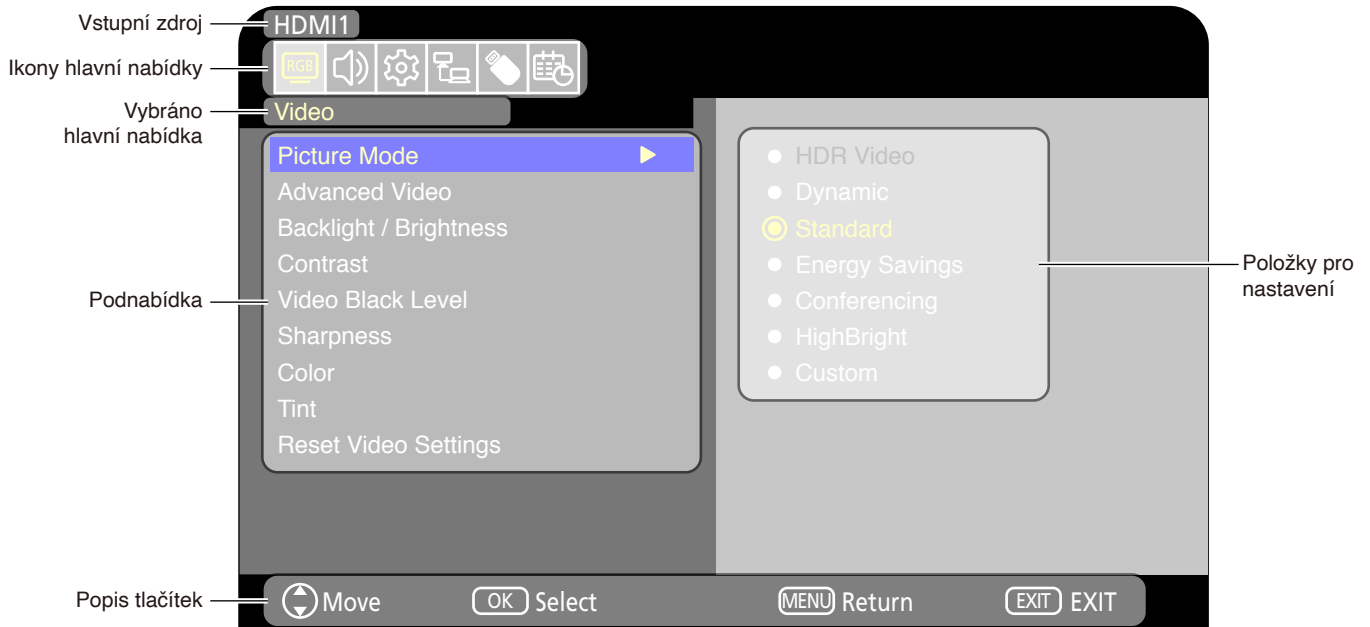 Vstupní zdroj
HDMI1
Ikony hlavní nabídky
RGB
Vybráno
hlavní nabídka
Video
Picture Mode
Advanced Video
Backlight / Brightness
Contrast
Podnabídka
Video Black Level
Sharpness
Color
Tint
Reset Video Settings
HDR Video
Dynamic
Standard
Energy Savings
Conferencing
HighBright
Custom
Položky pro
nastavení
Popis tlačítek
Move
OK Select
MENU Return
EXIT EXIT